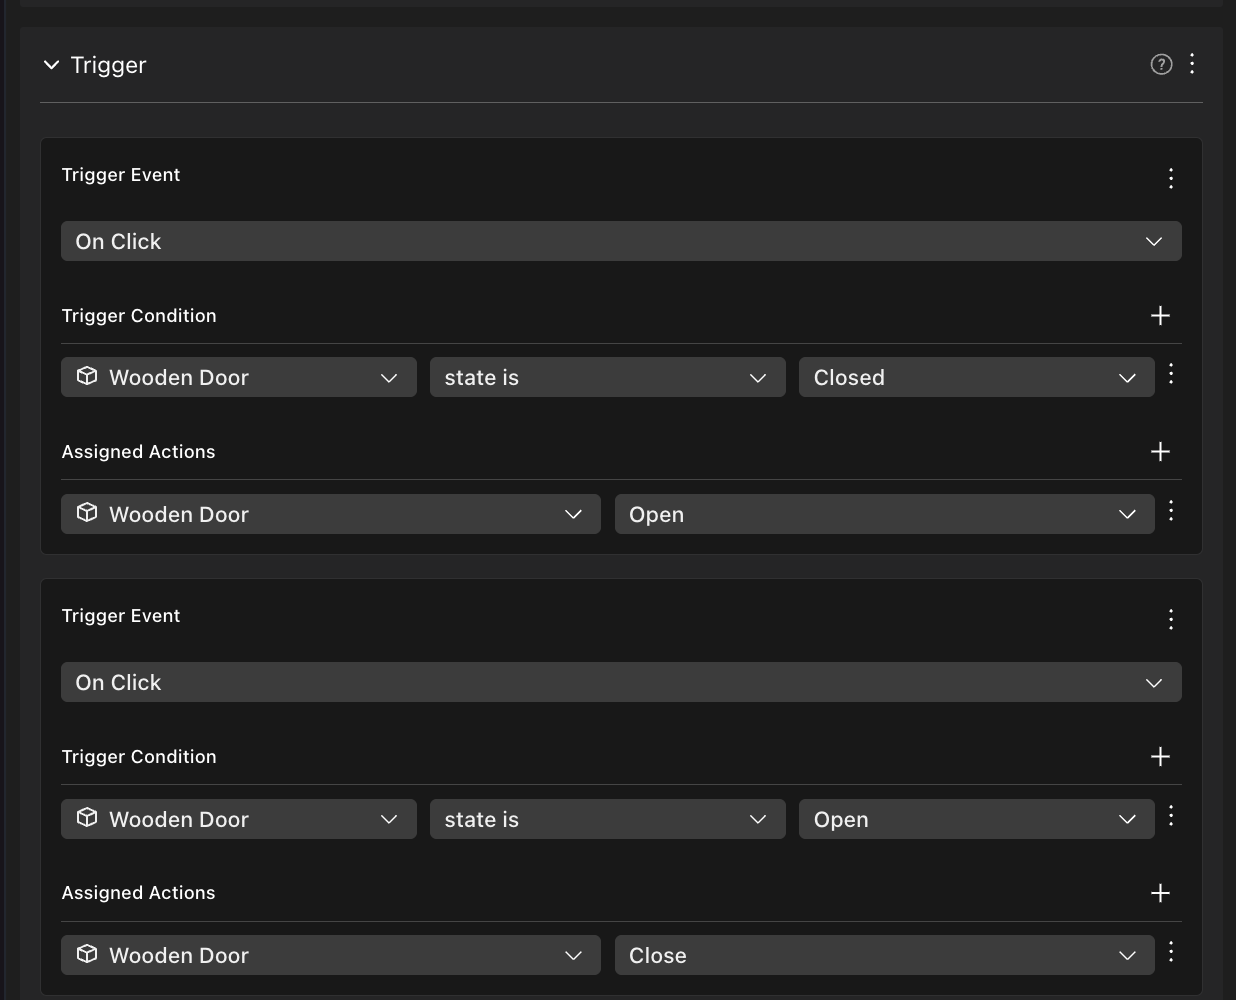 Trigger
?
Trigger Event
On Click
Trigger Condition
Wooden Door state is Closed
Assigned Actions
Wooden Door Open
Trigger Event
On Click
Trigger Condition
Wooden Door state is Open
Assigned Actions
Wooden Door Close